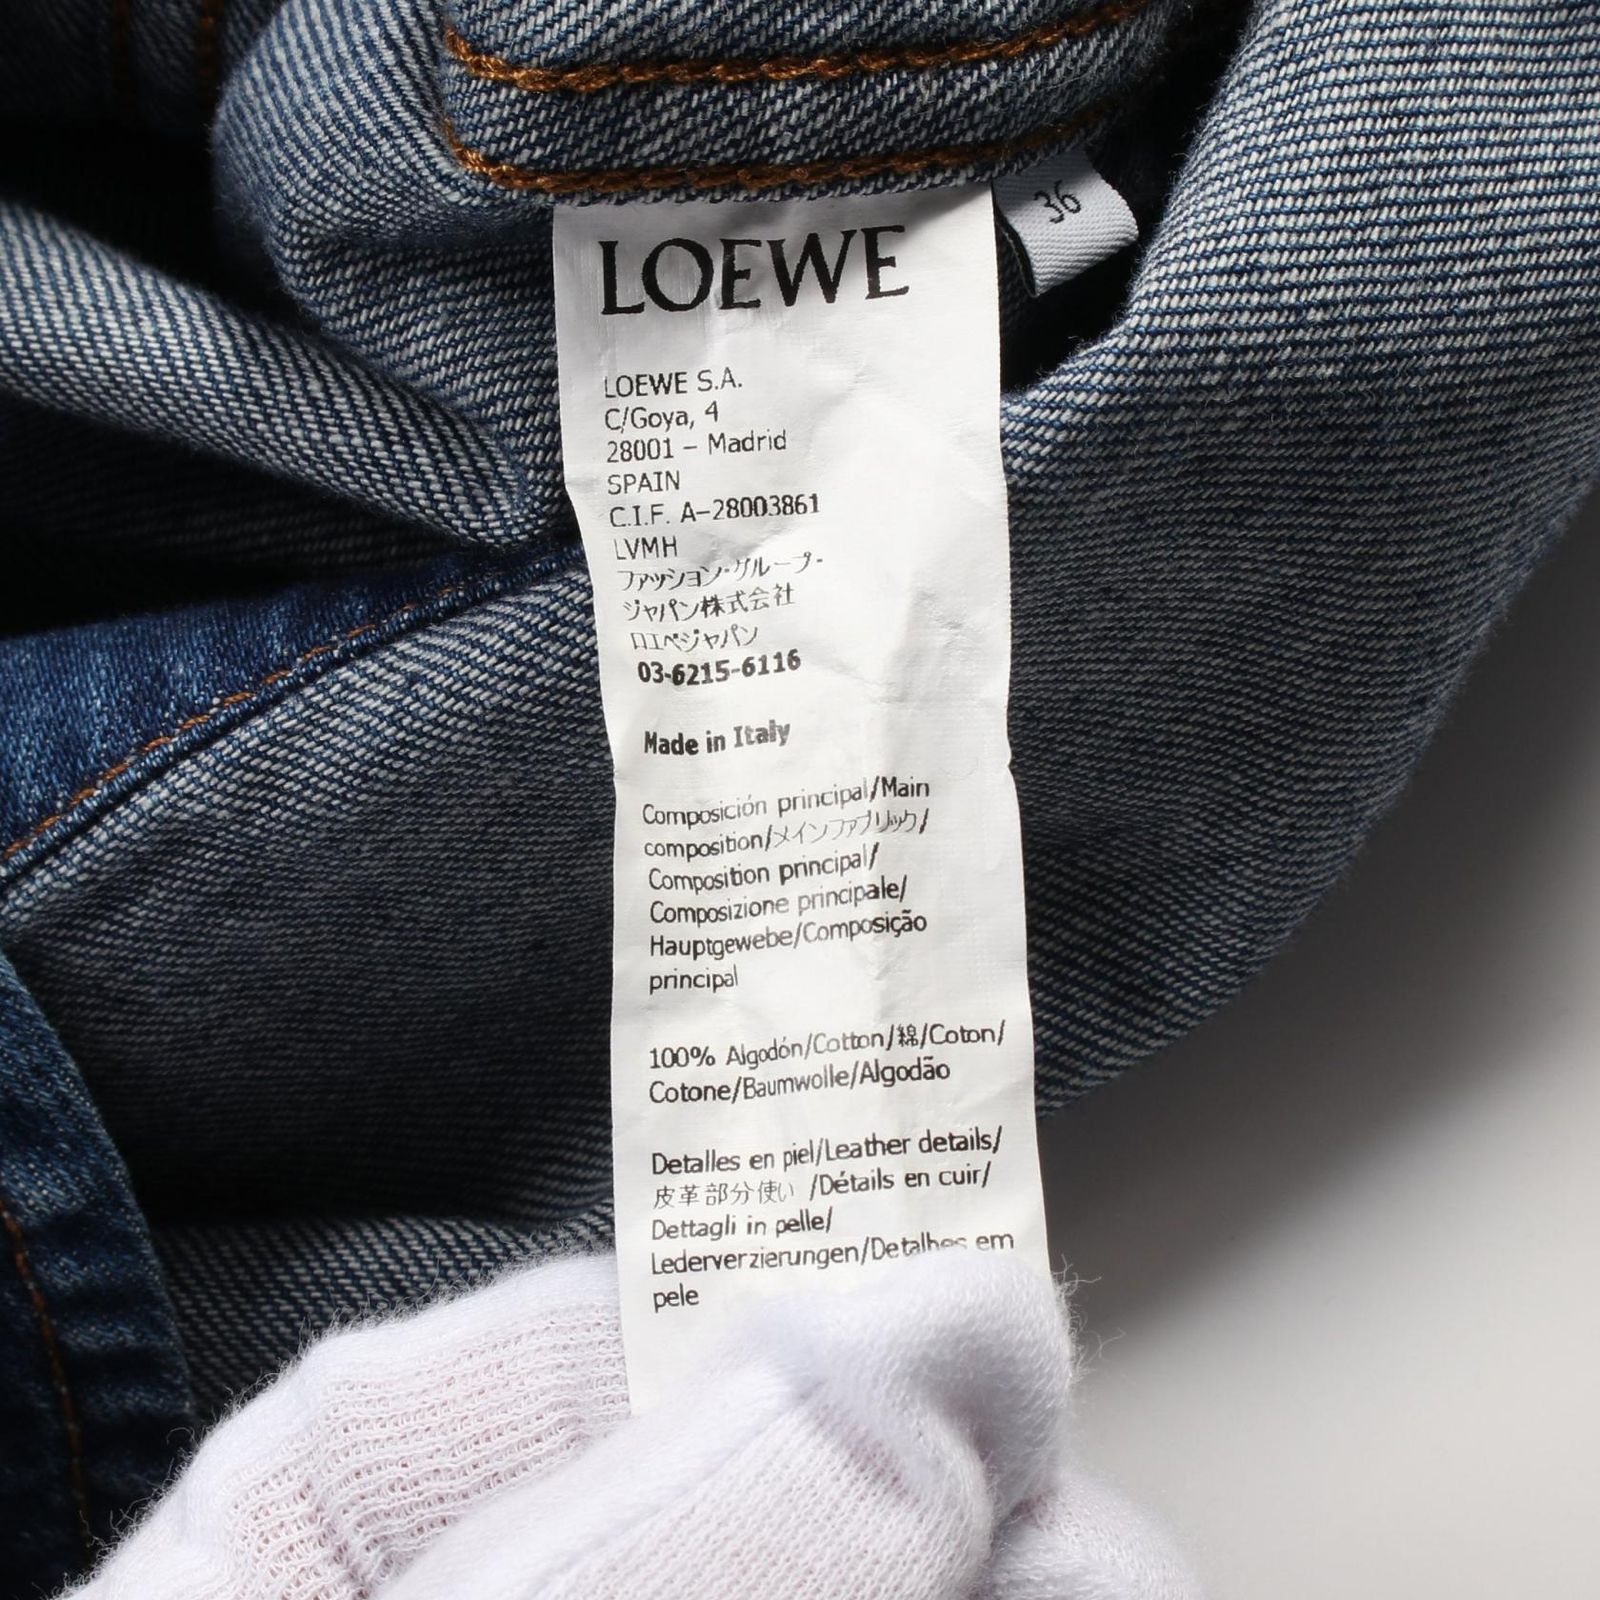 36
LOEWE
LOEWE S.A.
C/Goya, 4
28001 – Madrid
SPAIN
C.I.F. A-28003861
LVMH
ファッション・グループ・
ジャパン株式会社
ロエベジャパン
03-6215-6116
Made in Italy
Composición principal/Main
composition/メインファブリック/
Composition principal/
Composizione principale/
Hauptgewebe/Composição
principal
100% Algodón/Cotton/綿/Coton/
Cotone/Baumwolle/Algodão
Detalles en piel/Leather details/
皮革部分使い /Détails en cuir/
Dettagli in pelle/
Lederverzierungen/Detalhes em
pele